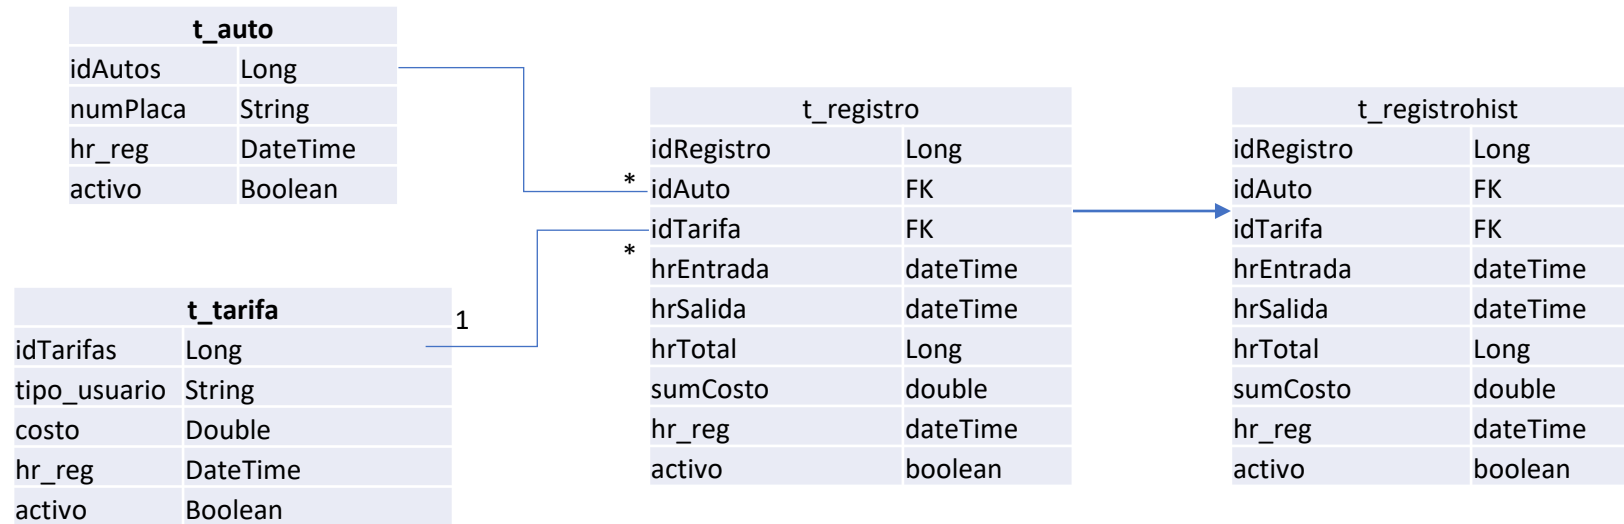 t_auto
idAutos Long
numPlaca String
hr_reg DateTime
activo Boolean
t_tarifa
1
idTarifas Long
tipo_usuario String
costo Double
hr_reg DateTime
activo Boolean
t_registro
idRegistro Long
* idAuto FK
idTarifa FK
*
hrEntrada dateTime
hrSalida dateTime
hrTotal Long
sumCosto double
hr_reg dateTime
activo boolean
t_registrohist
idRegistro Long
idAuto FK
idTarifa FK
hrEntrada dateTime
hrSalida dateTime
hrTotal Long
sumCosto double
hr_reg dateTime
activo boolean